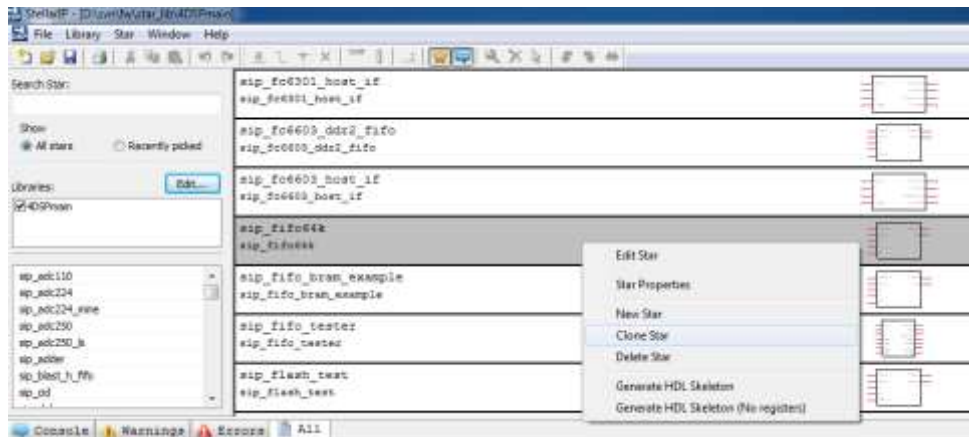 StellarIP - [D:\svn\fw\star_lib\4DSPmain]
File Library Star Window Help
Search Star:
Show
All stars Recently picked
Libraries: Edit...
4DSPmain
sip_adc110
sip_adc224
sip_adc224_mine
sip_adc250
sip_adc250_ls
sip_adder
sip_blast_h_fifo
sip_cid
sip_fc6301_host_if
sip_fc6301_host_if
sip_fc6603_ddr2_fifo
sip_fc6603_ddr2_fifo
sip_fc6603_host_if
sip_fc6603_host_if
sip_fifo64k
sip_fifo64k
sip_fifo_bram_example
sip_fifo_bram_example
sip_fifo_tester
sip_fifo_tester
sip_flash_test
sip_flash_test
Edit Star
Star Properties
New Star
Clone Star
Delete Star
Generate HDL Skeleton
Generate HDL Skeleton (No registers)
Console Warnings Errors All